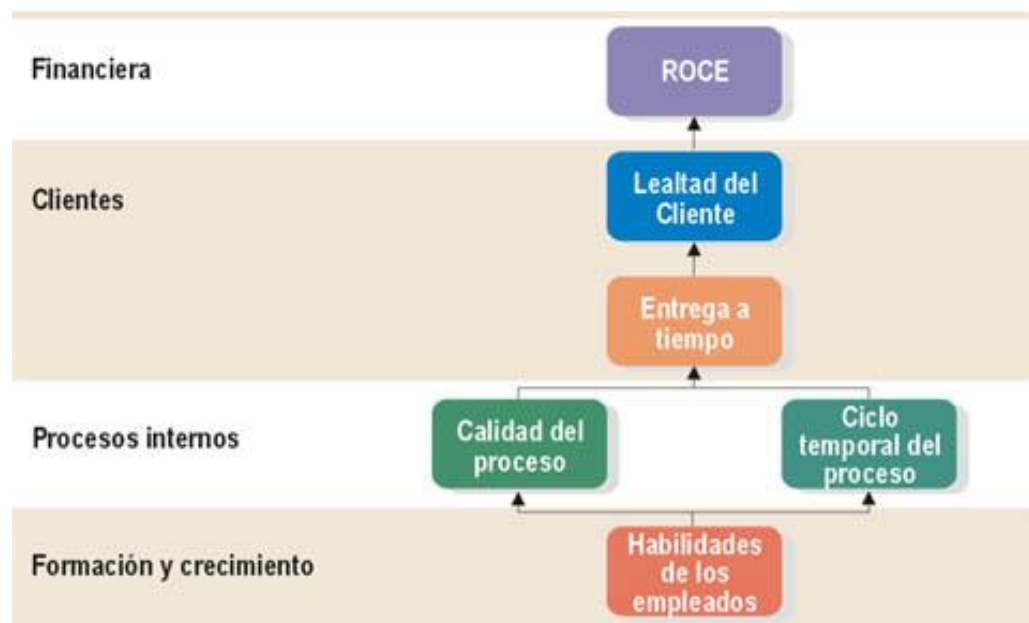 Financiera
ROCE
Clientes
Lealtad del
Cliente
Entrega a
tiempo
Procesos internos
Calidad del
proceso
Ciclo
temporal del
proceso
Formación y crecimiento
Habilidades
de los
empleados